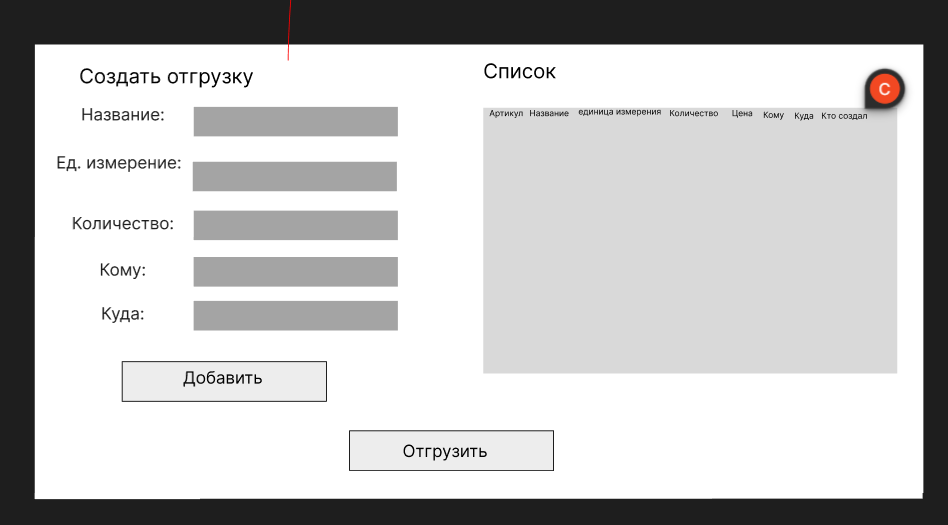 Создать отгрузку
Название:
Ед. измерение:
Количество:
Кому:
Куда:
Добавить
Список
C
Артикул Название единица измерения Количество Цена Кому Куда Кто создал
Отгрузить